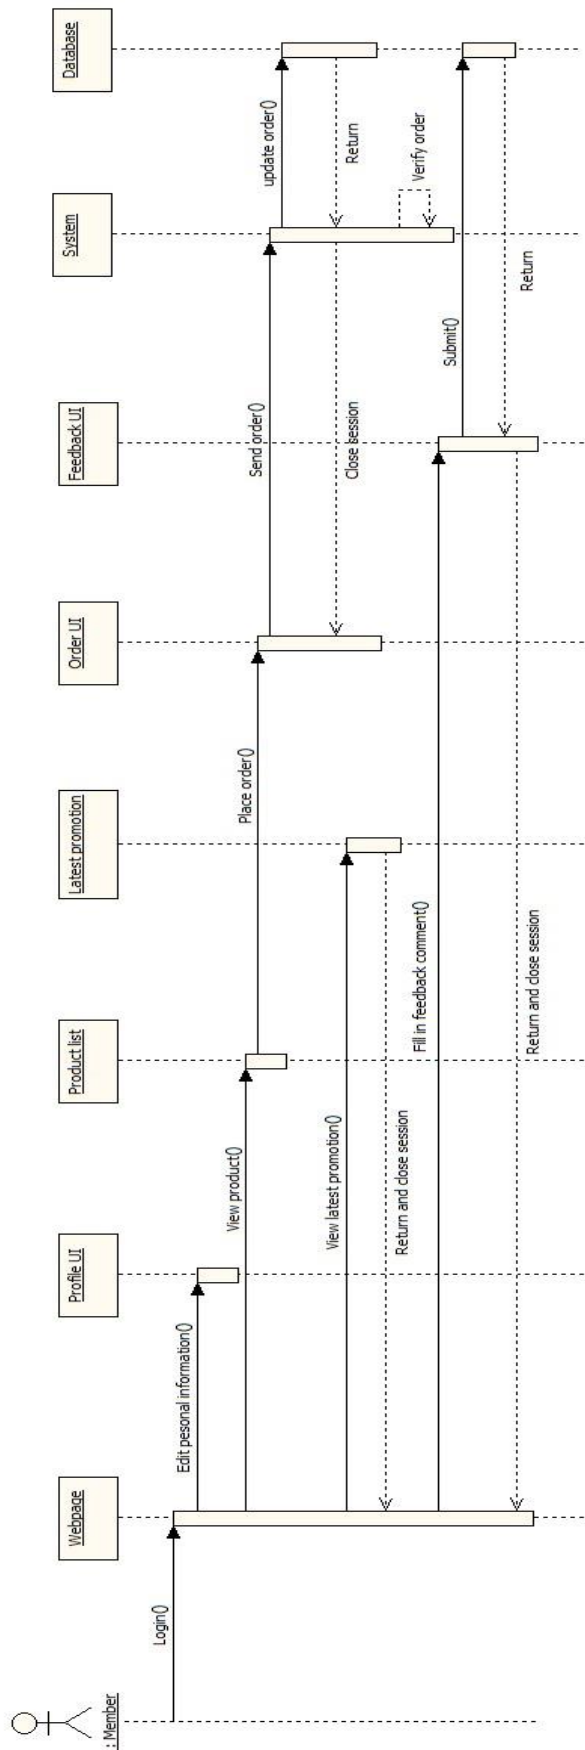 : Member
Webpage
Profile UI
Product list
Latest promotion
Order UI
Feedback UI
System
Database
Login()
Edit pesonal information()
View product()
Place order()
Send order()
update order()
Return
Close session
View latest promotion()
Return and close session
Verify order
Fill in feedback comment()
Submit()
Return
Return and close session